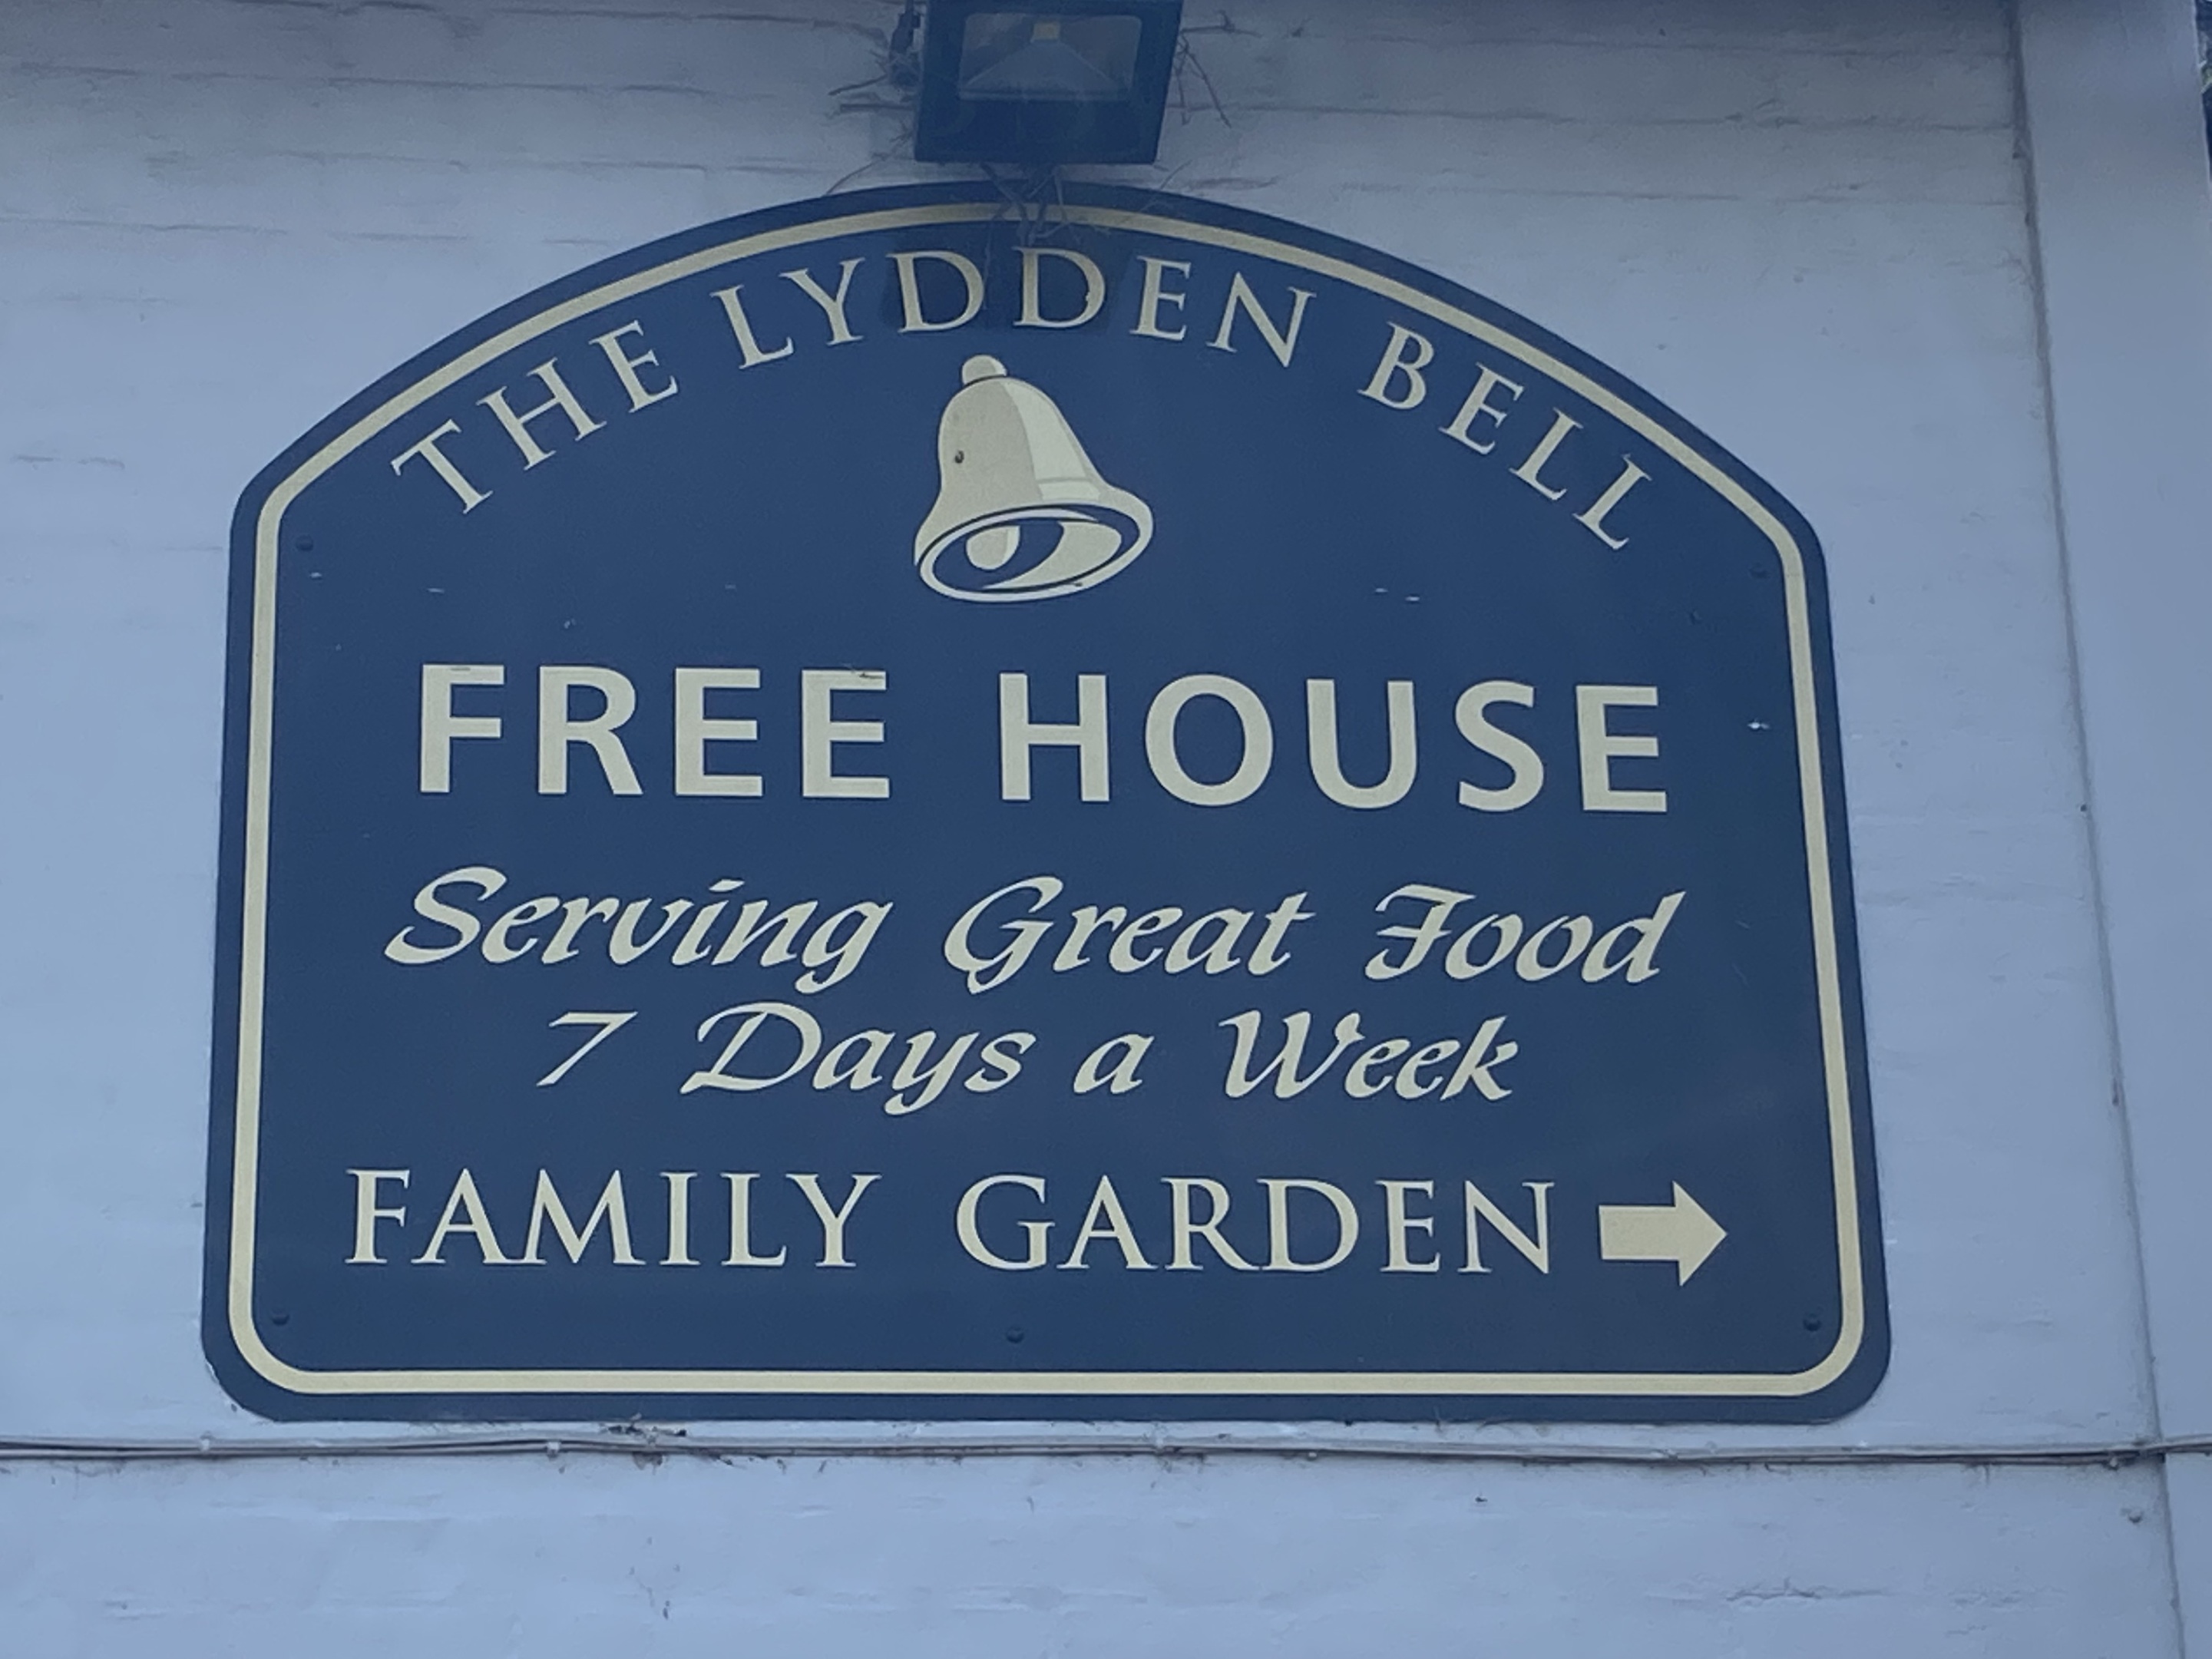 THE LYDDEN BELL
FREE HOUSE
Serving Great Food
7 Days a Week
FAMILY GARDEN